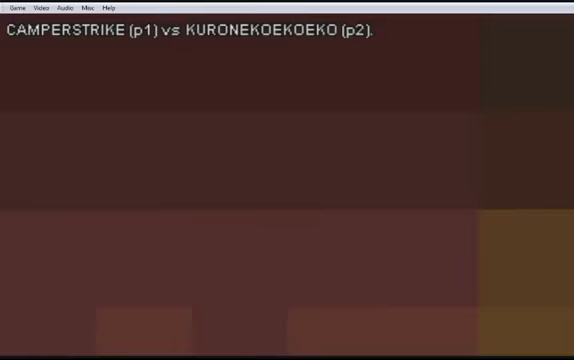 Game Video Audio Misc Help
CAMPERSTRIKE (p1) vs KURONEKOEKOEKO (p2).